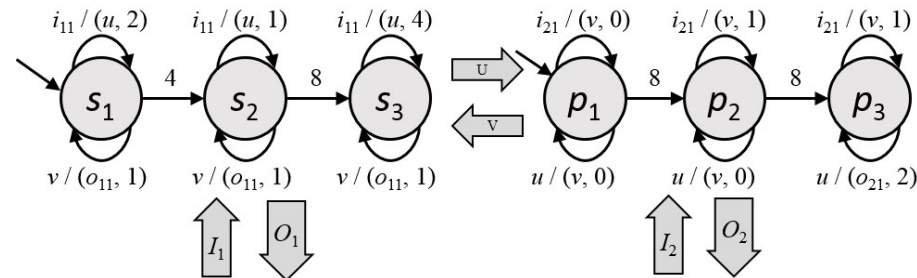 i11 / (u, 2) i11 / (u, 1) i11 / (u, 4) i21 / (v, 0) i21 / (v, 1) i21 / (v, 1)
s1 4 s2 8 s3 U V p1 8 p2 8 p3
v / (o11, 1) v / (o11, 1) v / (o11, 1) u / (v, 0) u / (v, 0) u / (o21, 2)
I1 O1 I2 O2